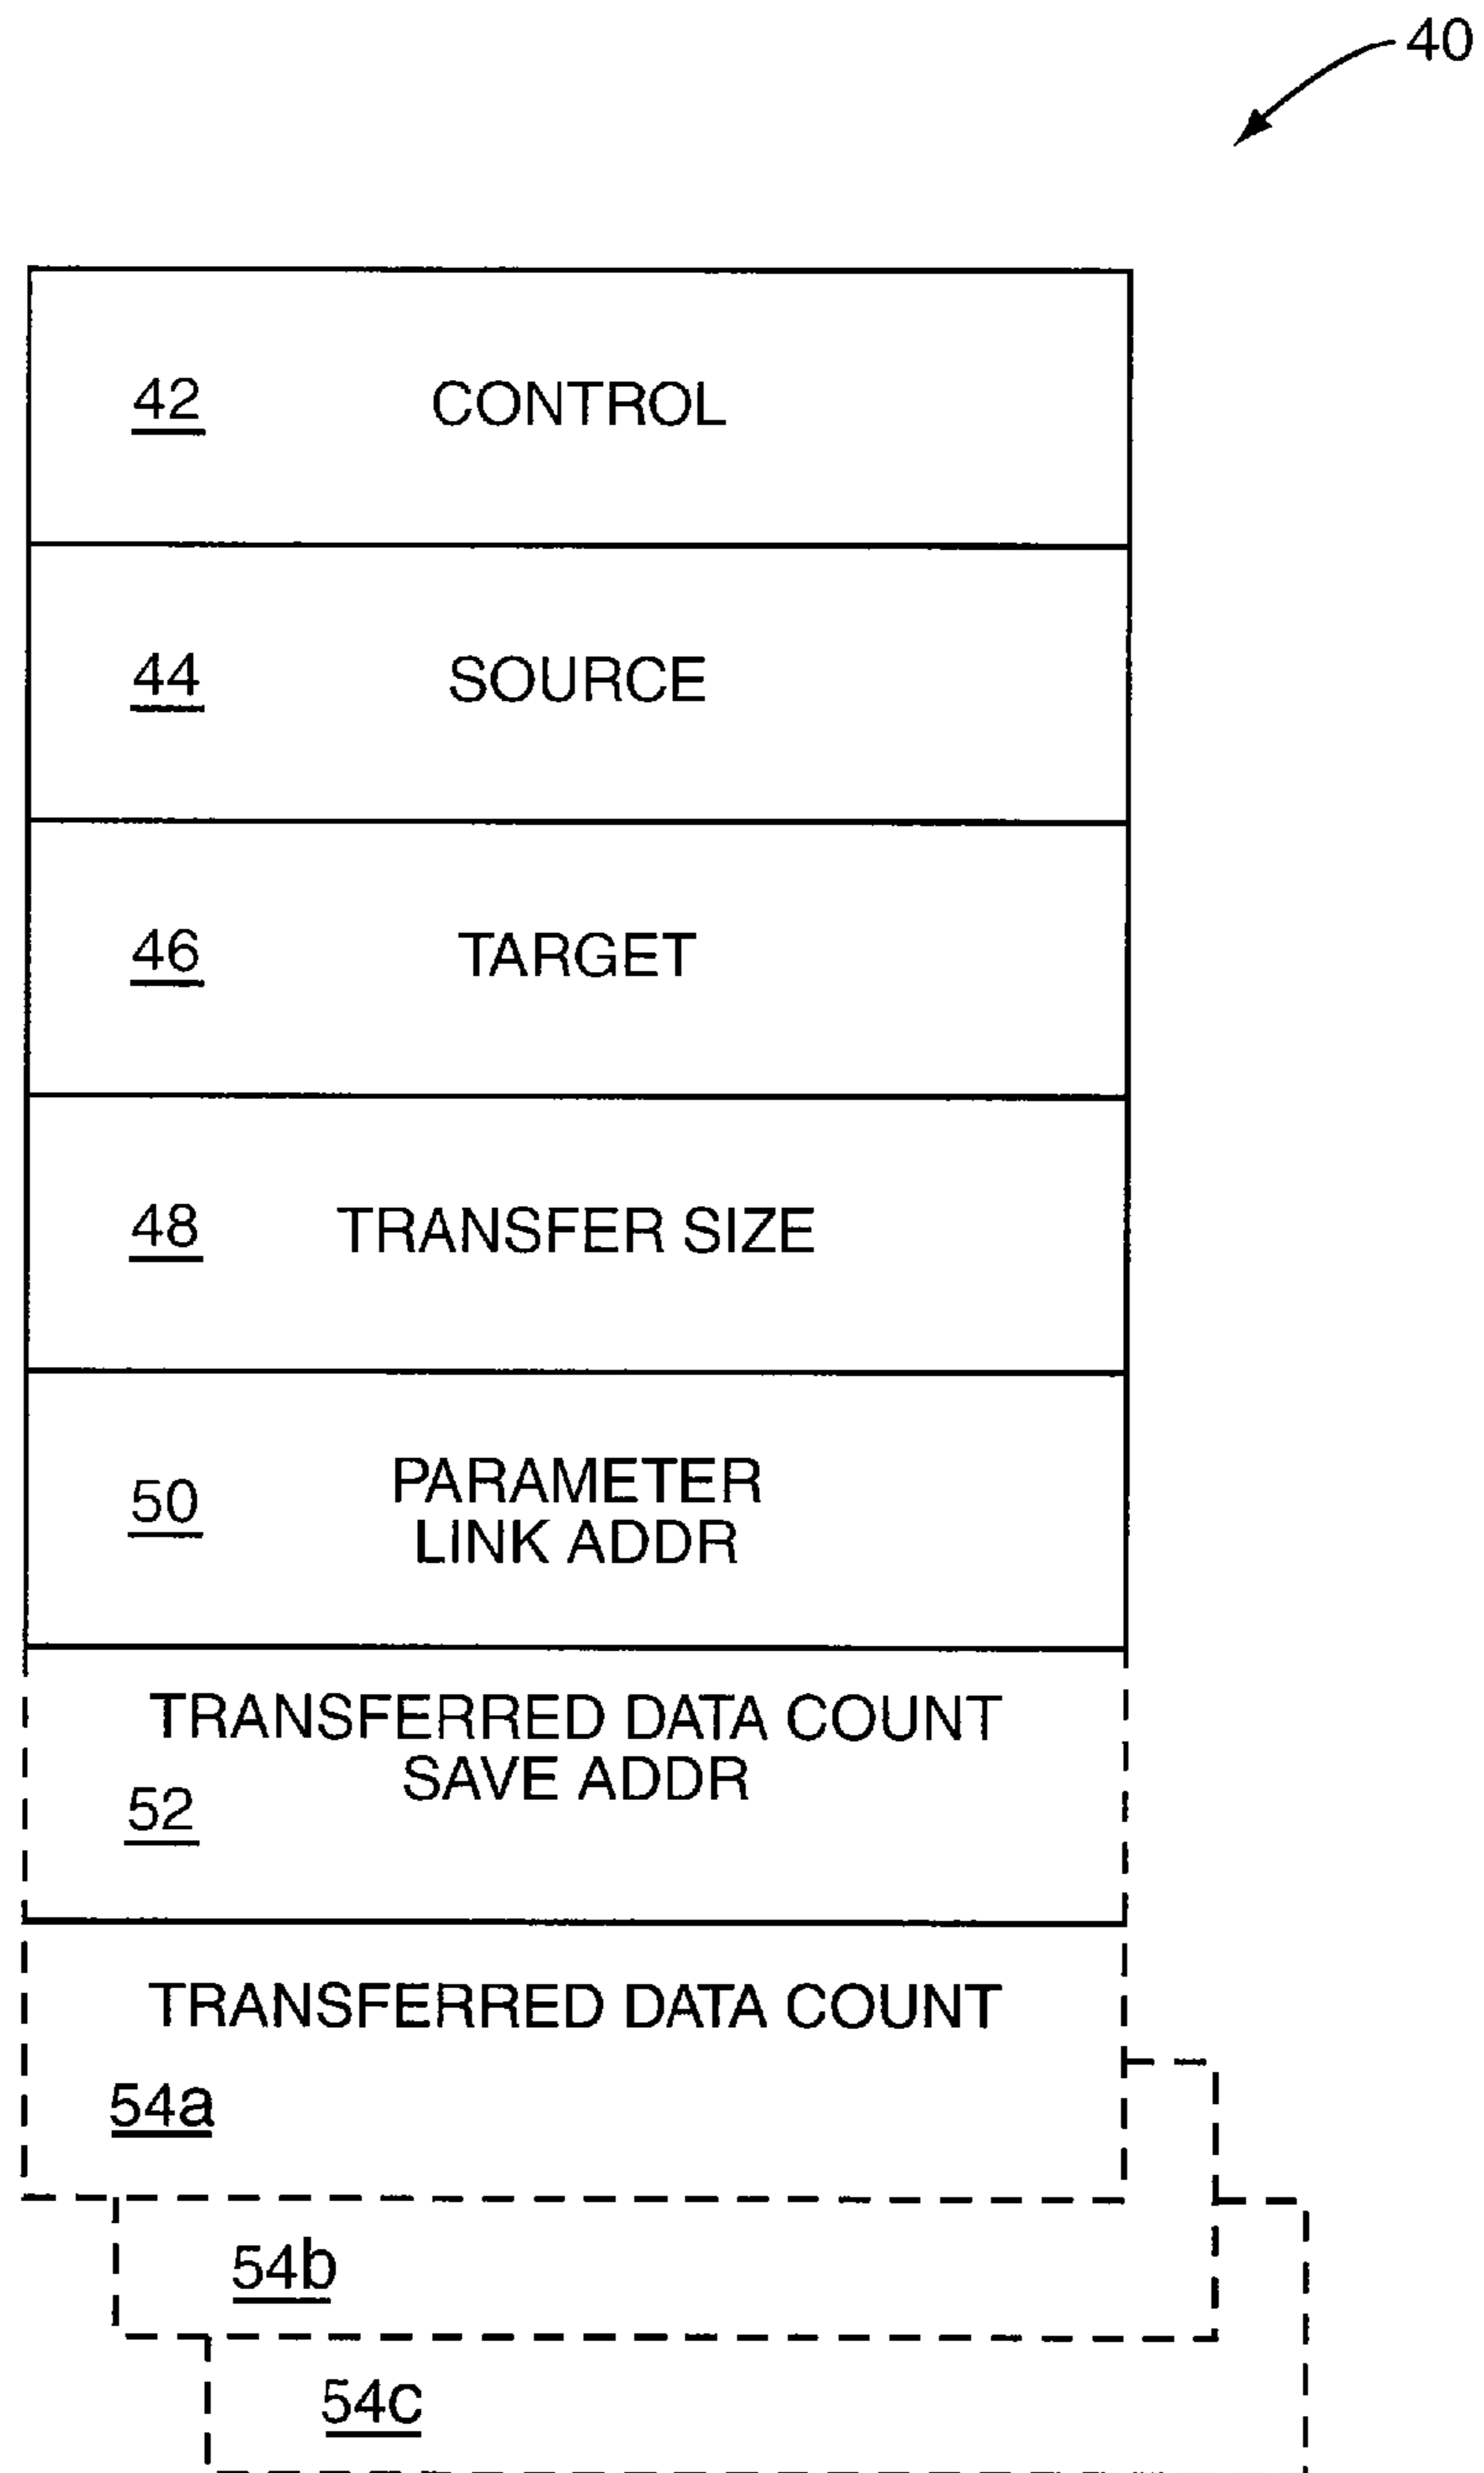 40
42 CONTROL
44 SOURCE
46 TARGET
48 TRANSFER SIZE
50 PARAMETER
LINK ADDR
TRANSFERRED DATA COUNT
SAVE ADDR
52
TRANSFERRED DATA COUNT
54a
54b
54c